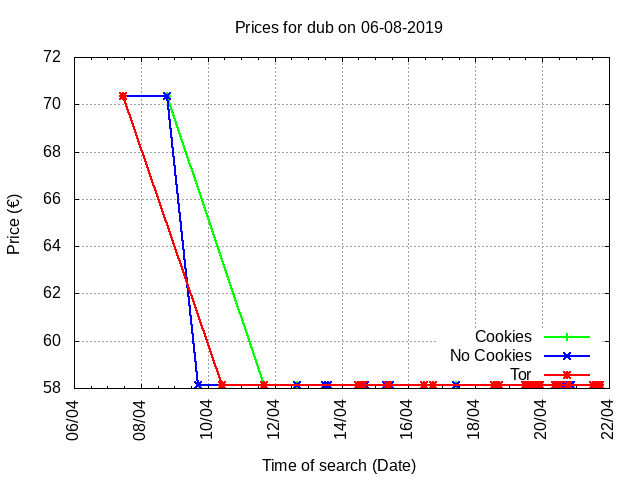 Prices for dub on 06-08-2019
Price (€)
72
70
68
66
64
62
60
58
Cookies
No Cookies
Tor
06/04
08/04
10/04
12/04
14/04
16/04
18/04
20/04
22/04
Time of search (Date)